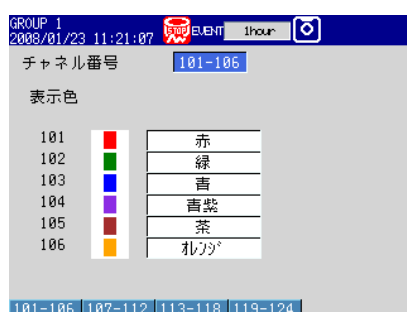 GROUP 1
2008/01/23 11:21:07 STOP EVENT 1hour
チャネル番号 101-106
表示色
101 赤
102 緑
103 青
104 青紫
105 茶
106 ｵﾚﾝｼﾞ
101-106 107-112 113-118 119-124